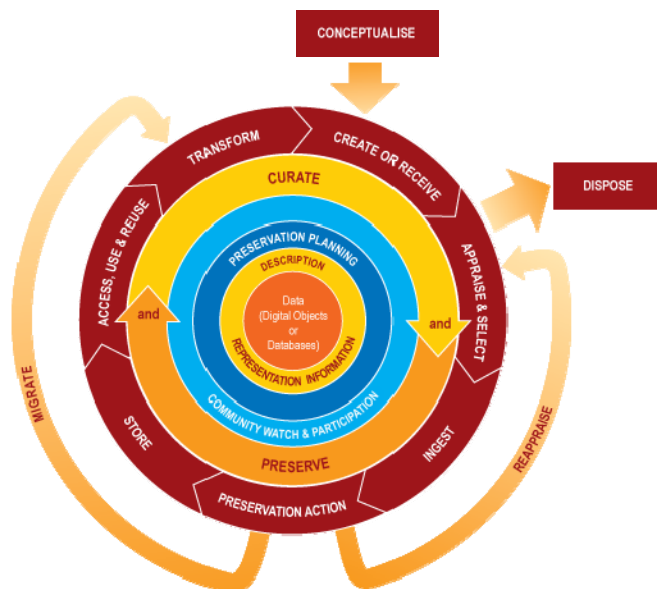 CONCEPTUALISE
CREATE OR RECEIVE
DISPOSE
APPRAISE & SELECT
REAPPRAISE
INGEST
PRESERVATION ACTION
STORE
MIGRATE
ACCESS, USE & REUSE
TRANSFORM
CURATE
and
PRESERVE
and
COMMUNITY WATCH & PARTICIPATION
PRESERVATION PLANNING
DESCRIPTION
REPRESENTATION INFORMATION
Data
(Digital Objects
or
Databases)